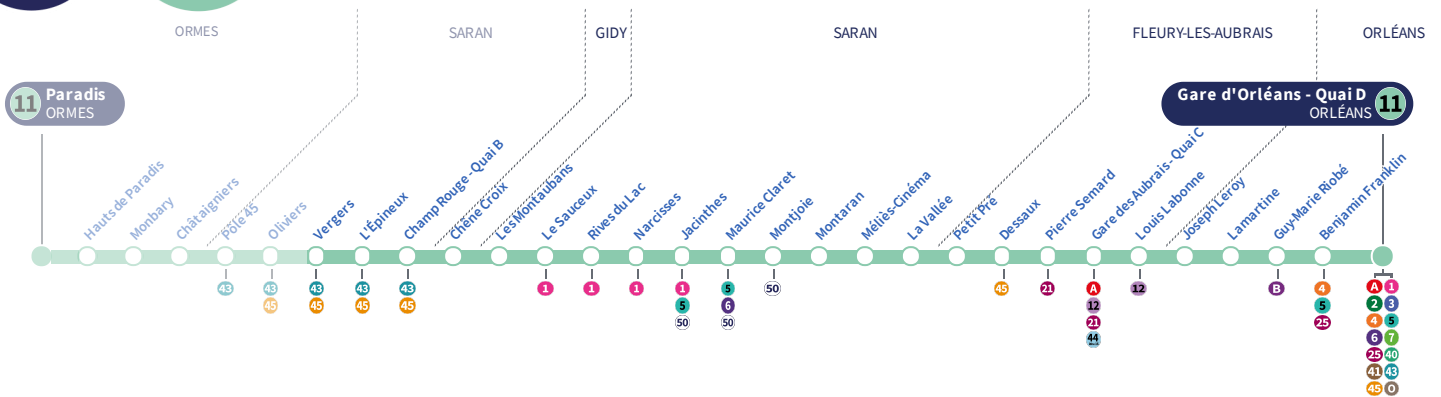 ORMES
SARAN
GIDY
SARAN
FLEURY-LES-AUBRAIS
ORLÉANS
11 Paradis
ORMES
Gare d'Orléans - Quai D 11
ORLÉANS
Hauts de Paradis
Monbary
Châtaigniers
Pôle 45
Oliviers
Vergers
L'Épineux
Champ Rouge - Quai B
Chêne Croix
Les Montaubans
Le Sauceux
Rives du Lac
Narcisses
Jacinthes
Maurice Claret
Montjoie
Montaran
Méliès-Cinéma
La Vallée
Petit Pré
Dessaux
Pierre Semard
Gare des Aubrais - Quai C
Louis Labonne
Joseph Leroy
Lamartine
Guy-Marie Riobé
Benjamin Franklin
43 43 43 43 43 1 1 1 1 5 50 45 21 A 12 B 4 A 1
45 45 45 45 5 6 12 5 2 3
50 50 21 25 4 5
44 6 7
25 40
41 43
45 O